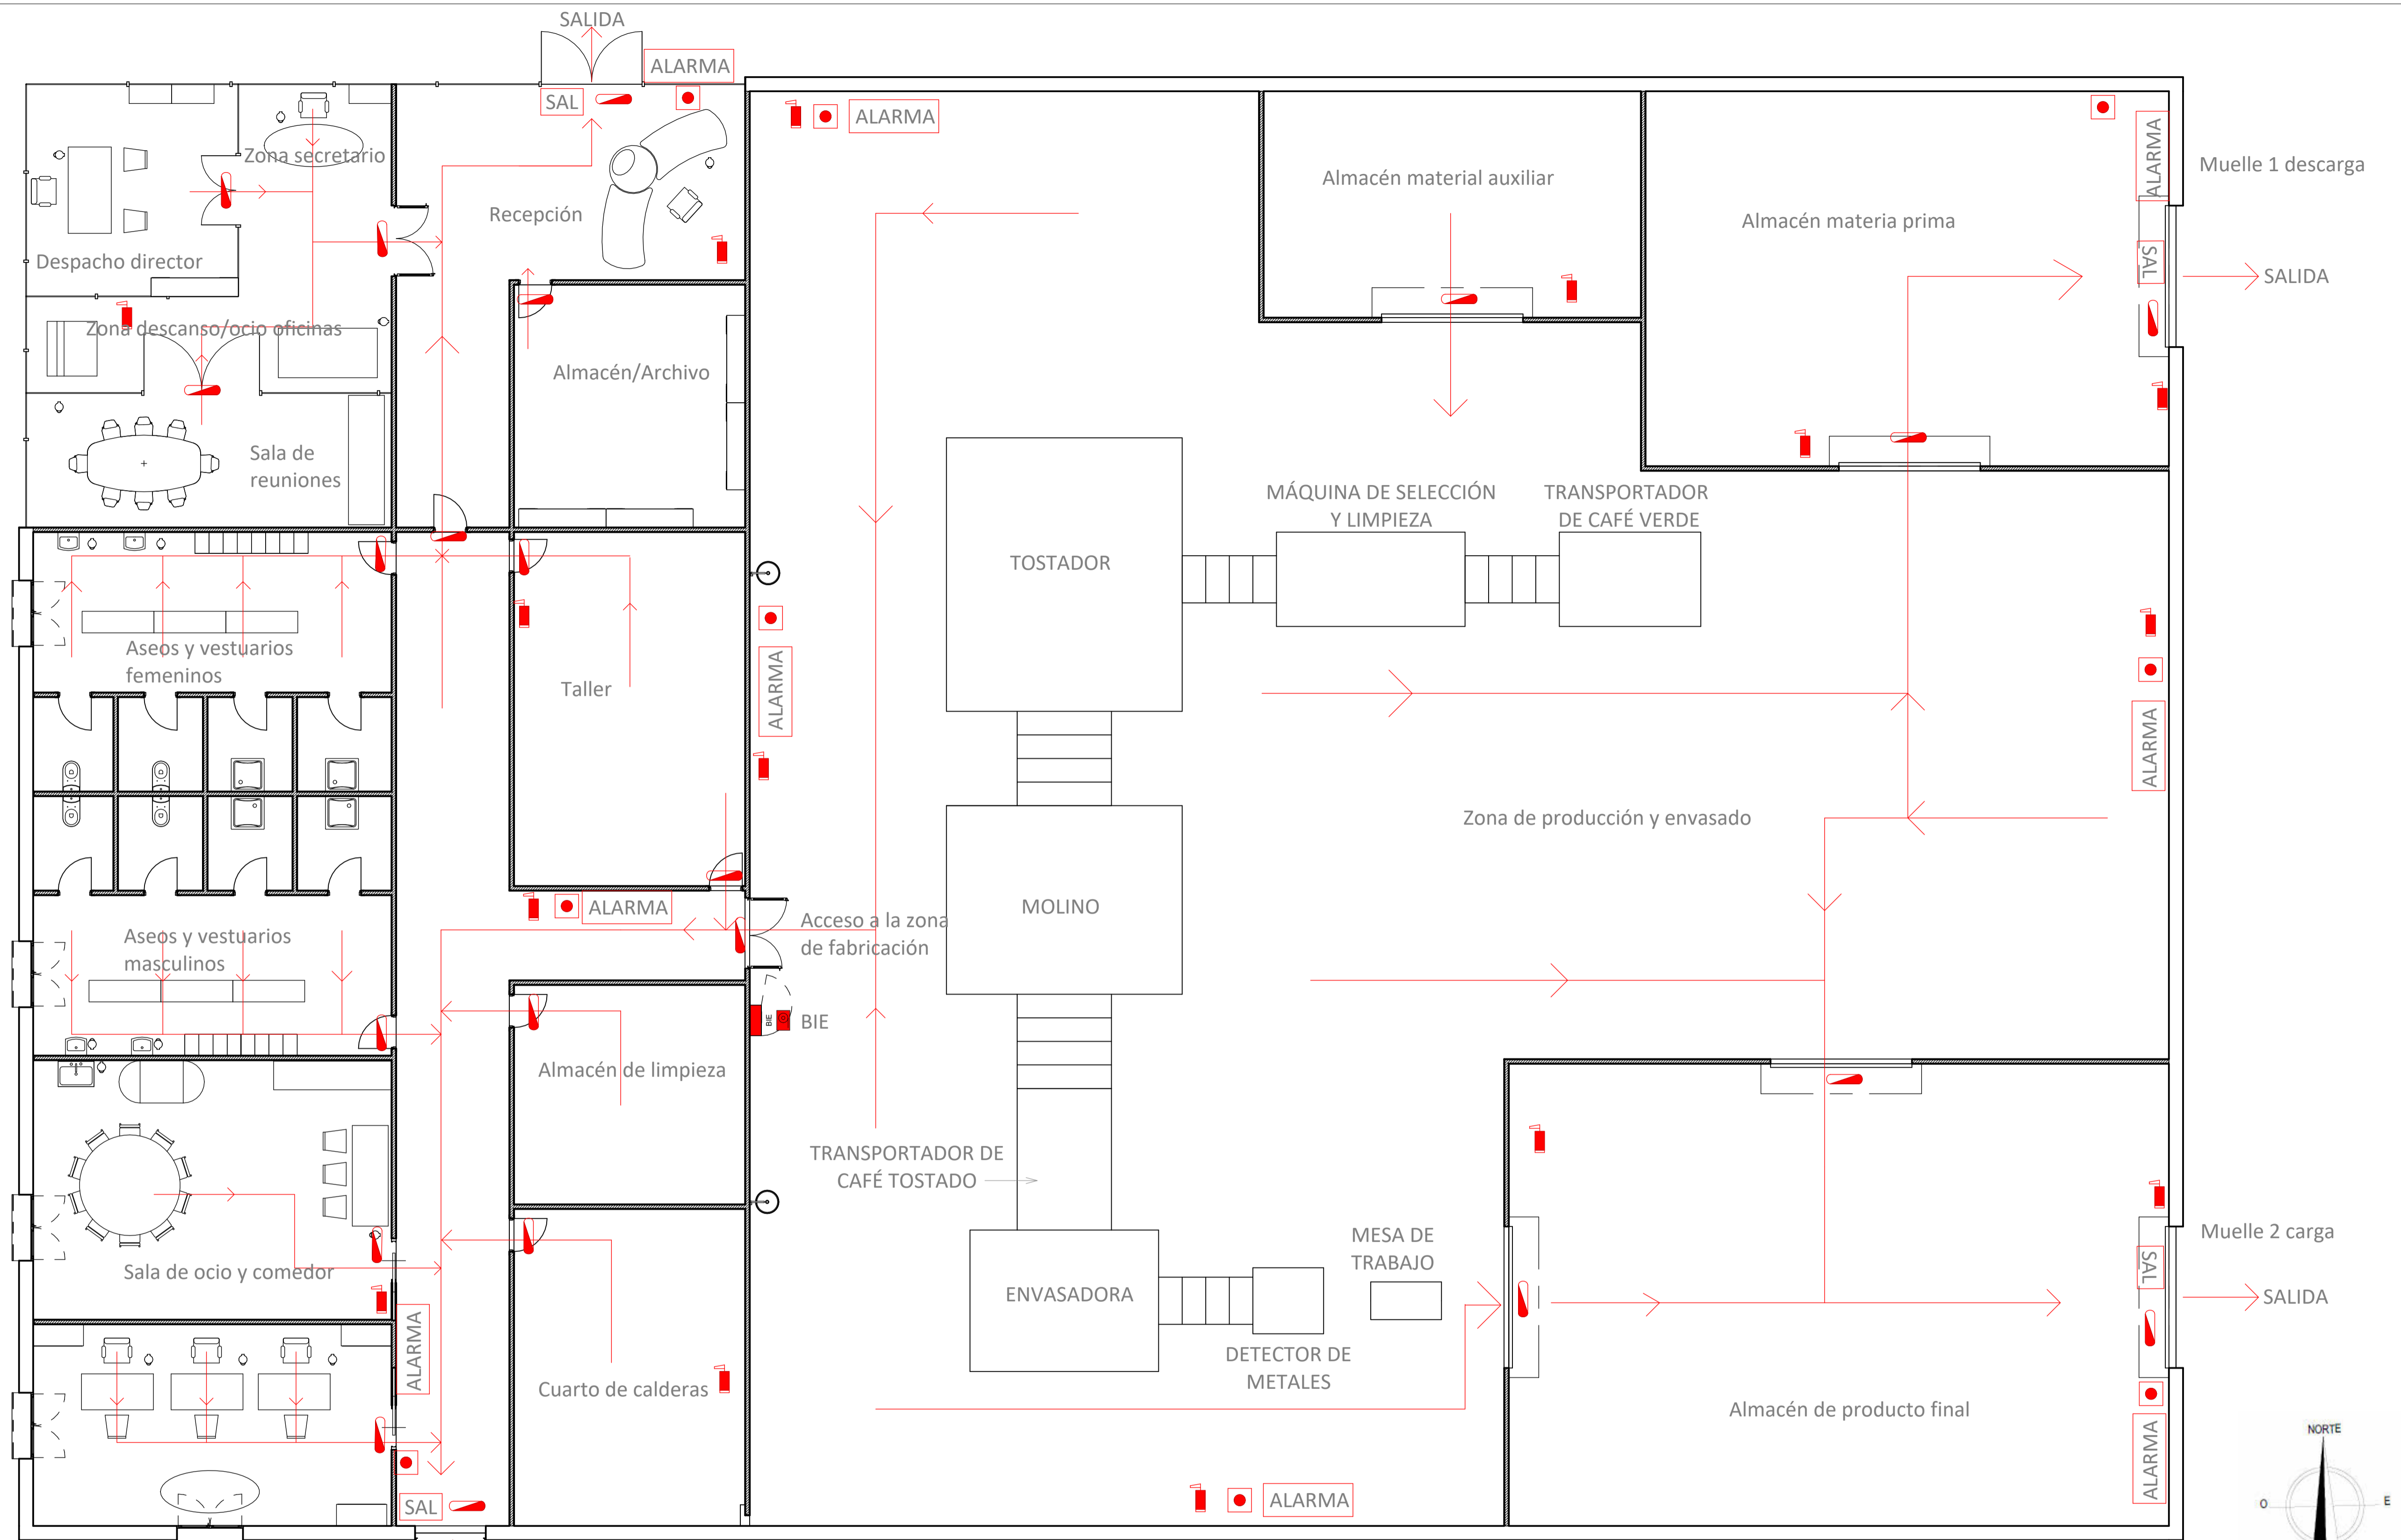 SALIDA
ALARMA
SAL
ALARMA
ALARMA
Muelle 1 descarga
Zona secretario
Almacén material auxiliar
Recepción
Almacén materia prima
Despacho director
SAL
SALIDA
Zona descanso/ocio oficinas
Almacén/Archivo
Sala de
reuniones
MÁQUINA DE SELECCIÓN
Y LIMPIEZA
TRANSPORTADOR
DE CAFÉ VERDE
TOSTADOR
Aseos y vestuarios
femeninos
Taller
ALARMA
ALARMA
Zona de producción y envasado
ALARMA
MOLINO
Acceso a la zona
de fabricación
Aseos y vestuarios
masculinos
BIE
BIE
Almacén de limpieza
TRANSPORTADOR DE
CAFÉ TOSTADO
MESA DE
TRABAJO
Muelle 2 carga
Sala de ocio y comedor
ENVASADORA
SAL
SALIDA
ALARMA
DETECTOR DE
METALES
Cuarto de calderas
Almacén de producto final
ALARMA
SAL
ALARMA
NORTE
O
E